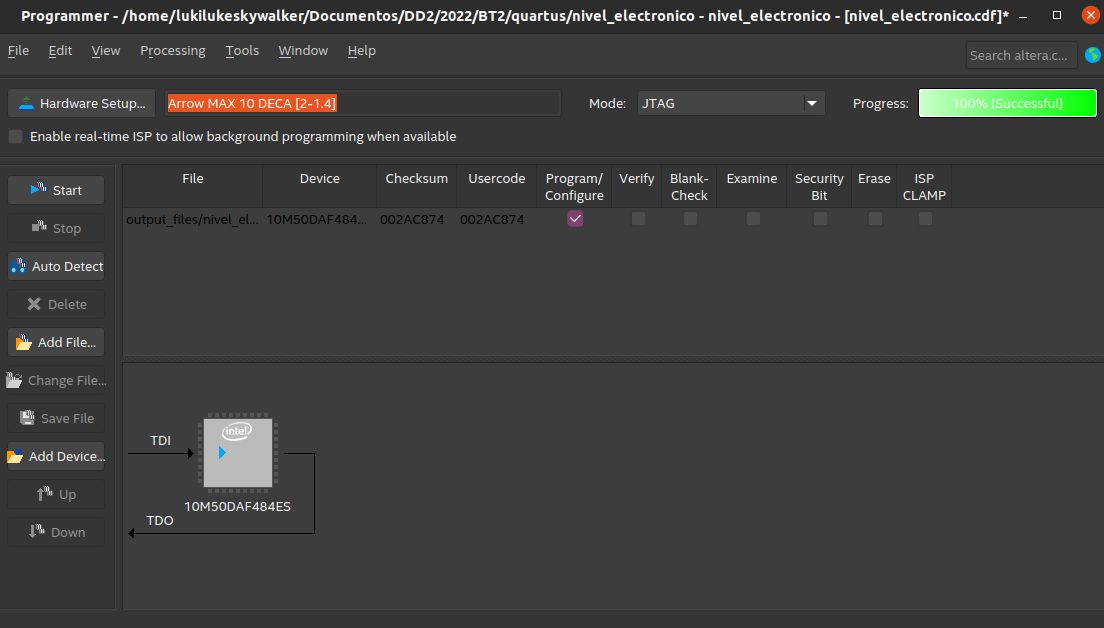 Programmer - /home/lukilukeskywalker/Documentos/DD2/2022/BT2/quartus/nivel_electronico - nivel_electronico - [nivel_electronico.cdf]*
File Edit View Processing Tools Window Help
Search altera.c...
Hardware Setup... Arrow MAX 10 DECA [2-1.4] Mode: JTAG Progress: 100% (Successful)
Enable real-time ISP to allow background programming when available
Start
Stop
Auto Detect
Delete
Add File...
Change File...
Save File
Add Device...
Up
Down
File Device Checksum Usercode Program/ Verify Blank- Examine Security Erase ISP
Configure Check Bit CLAMP
output_files/nivel_el... 10M50DAF484... 002AC874 002AC874
TDI
intel
10M50DAF484ES
TDO